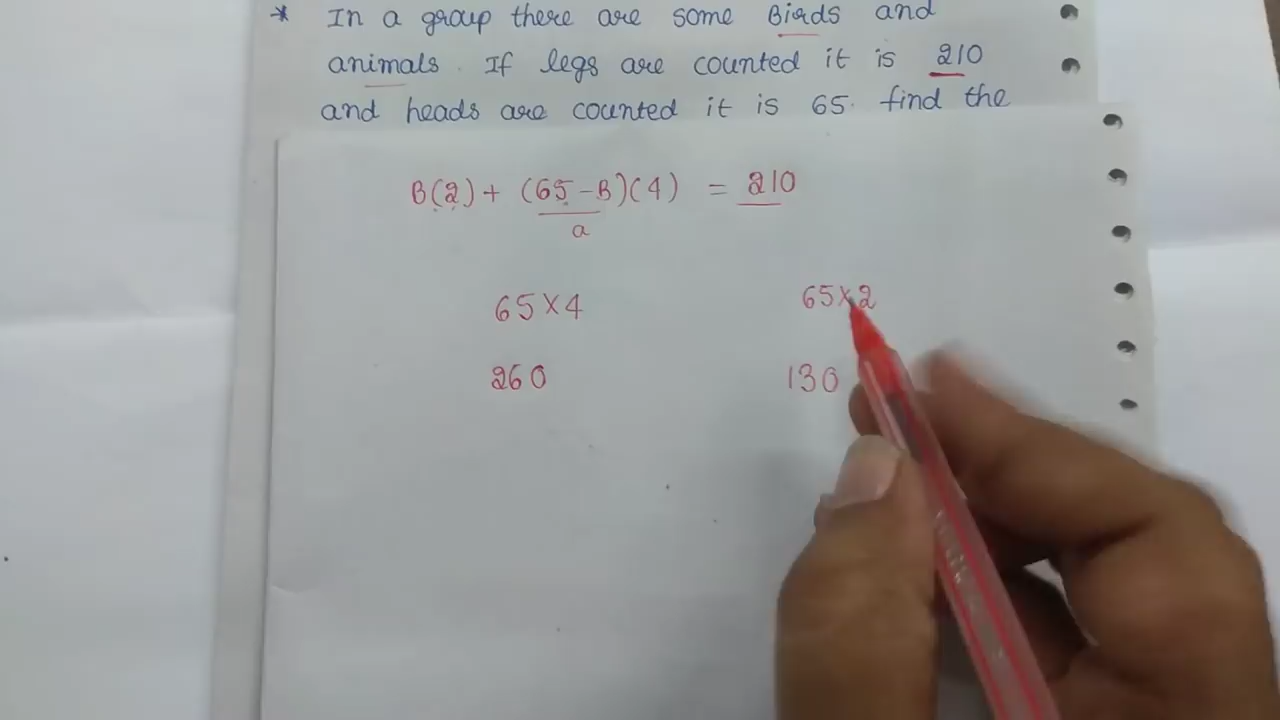 * In a group there are some Birds and
animals. If legs are counted it is 210
and heads are counted it is 65. find the
B(2) + (65 - B)(4) = 210
a
65 X 4 65 X 2
260 130